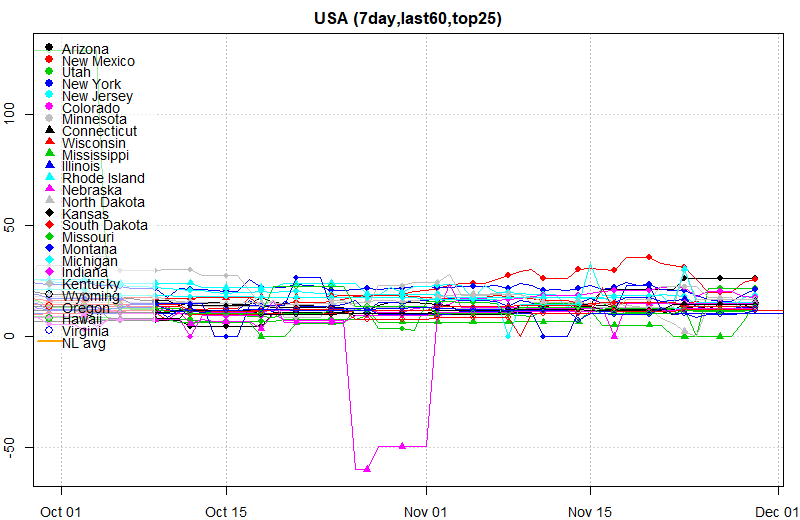 USA (7day,last60,top25)
Arizona
New Mexico
Utah
New York
New Jersey
Colorado
Minnesota
Connecticut
Wisconsin
Mississippi
Illinois
Rhode Island
Nebraska
North Dakota
Kansas
South Dakota
Missouri
Montana
Michigan
Indiana
Kentucky
Wyoming
Oregon
Hawaii
Virginia
NL avg
100
50
0
-50
Oct 01 Oct 15 Nov 01 Nov 15 Dec 01